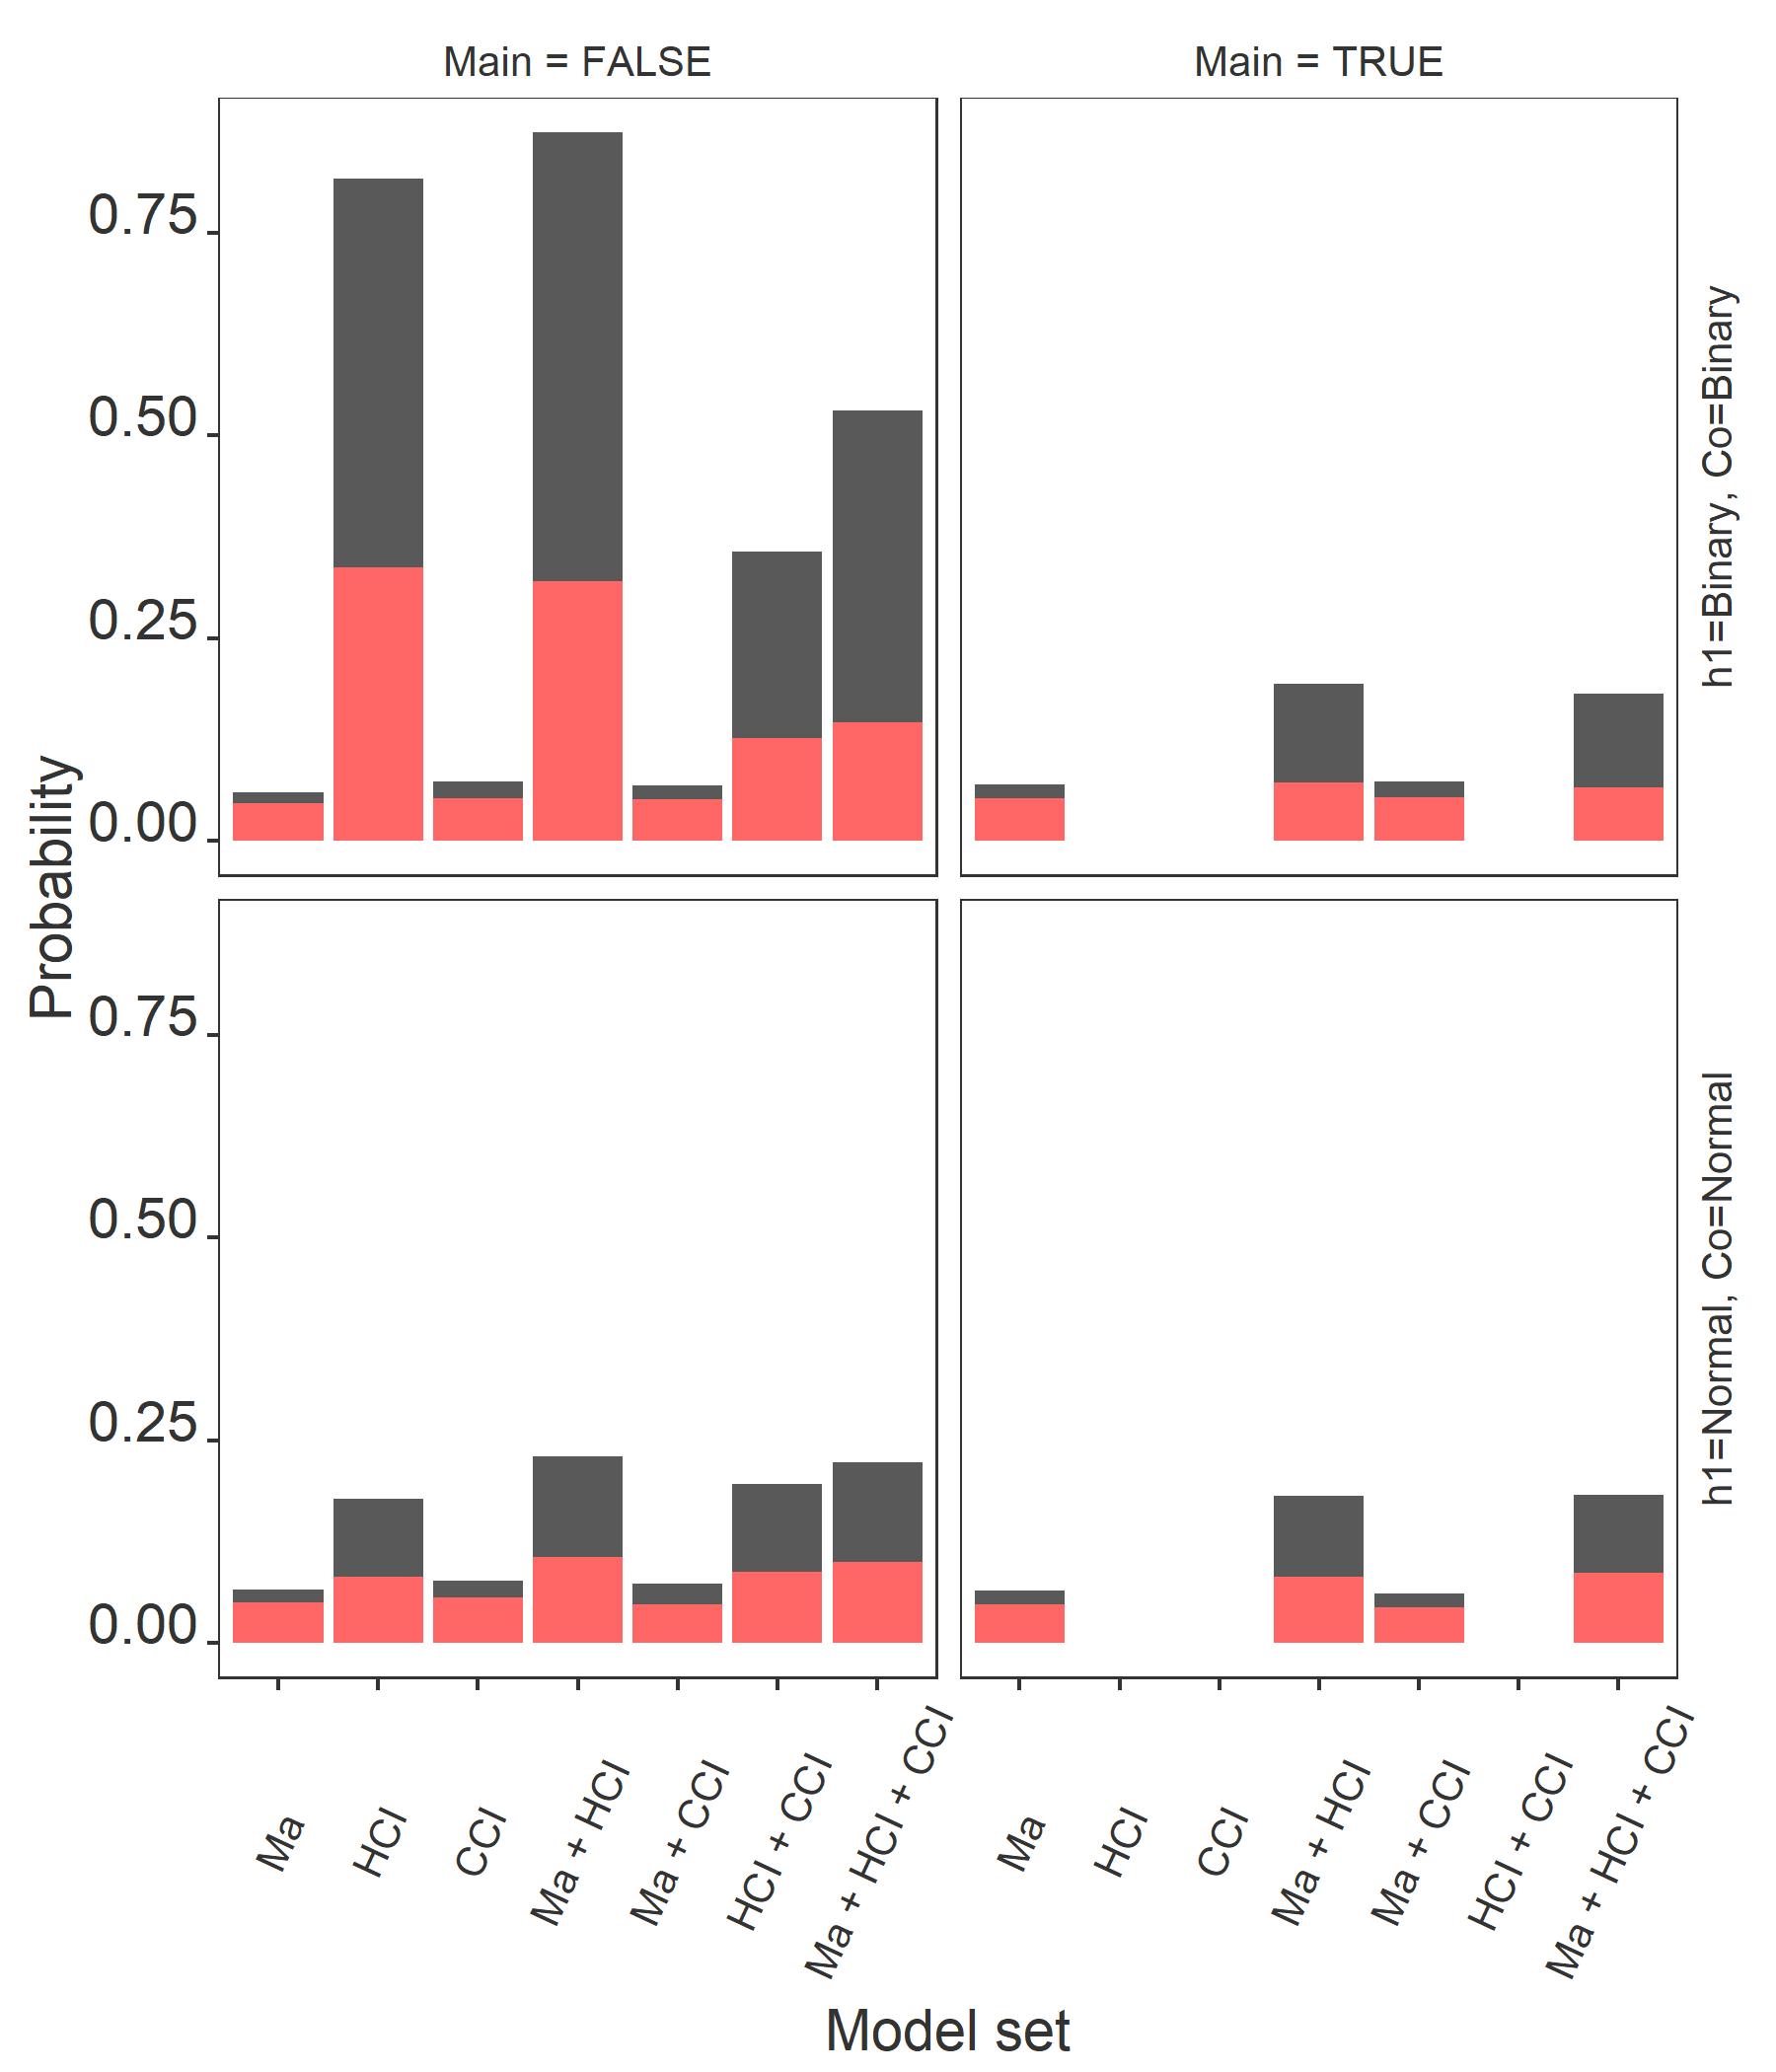 Main = FALSE
Main = TRUE
Probability
0.75
0.50
0.25
0.00
h1=Binary, Co=Binary
0.75
0.50
0.25
0.00
h1=Normal, Co=Normal
Ma
HCI
CCI
Ma + HCI
Ma + CCI
HCI + CCI
Ma + HCI + CCI
Ma
HCI
CCI
Ma + HCI
Ma + CCI
HCI + CCI
Ma + HCI + CCI
Model set